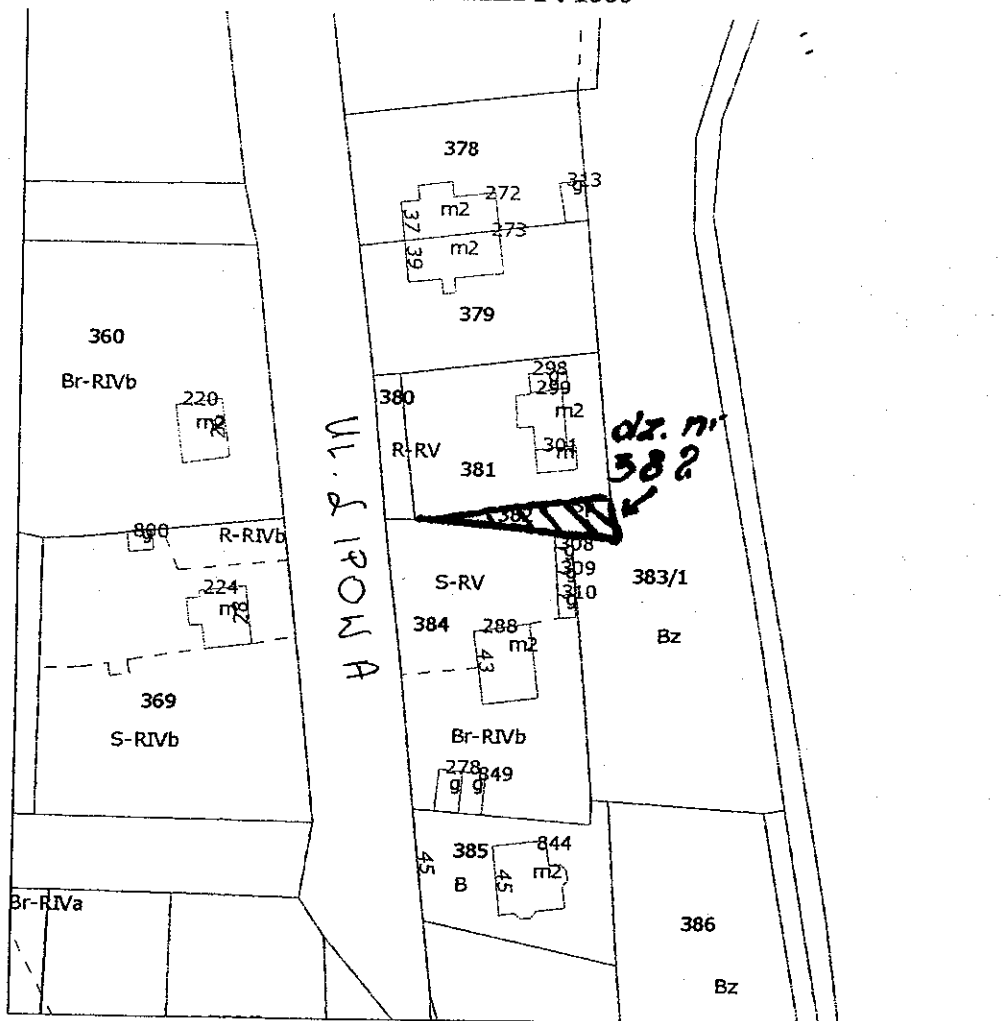 378
272
313
g
m2
37
273
m2
39
379
360
Br-RIVb
220
m2
298
g
299
m2
301
m
380
R-RV
381
dz. nr
382
UL. LIPOWA
382
800
g
R-RIVb
308
g
309
g
310
g
S-RV
383/1
Bz
224
m2
28
384
288
m2
43
369
S-RIVb
Br-RIVb
278
g
g
849
385
B
45
45
844
m2
386
Bz
Br-RIVa